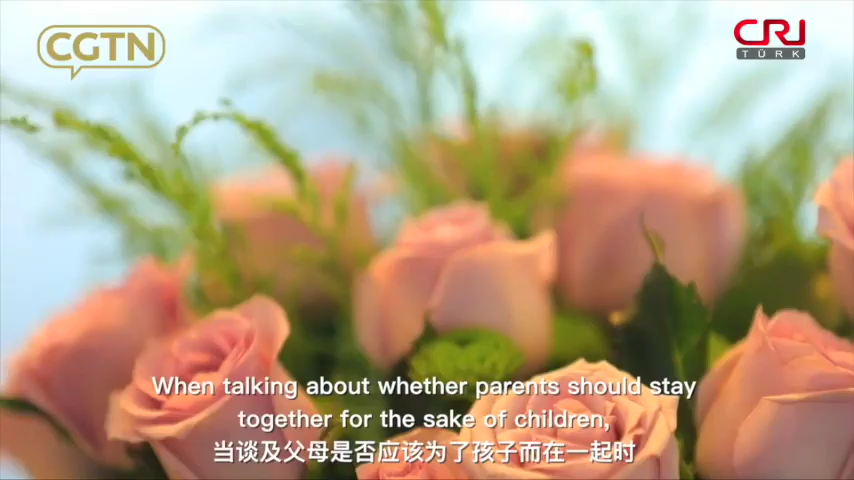 CGTN
CRI
TÜRK
When talking about whether parents should stay
together for the sake of children,
当谈及父母是否应该为了孩子而在一起时